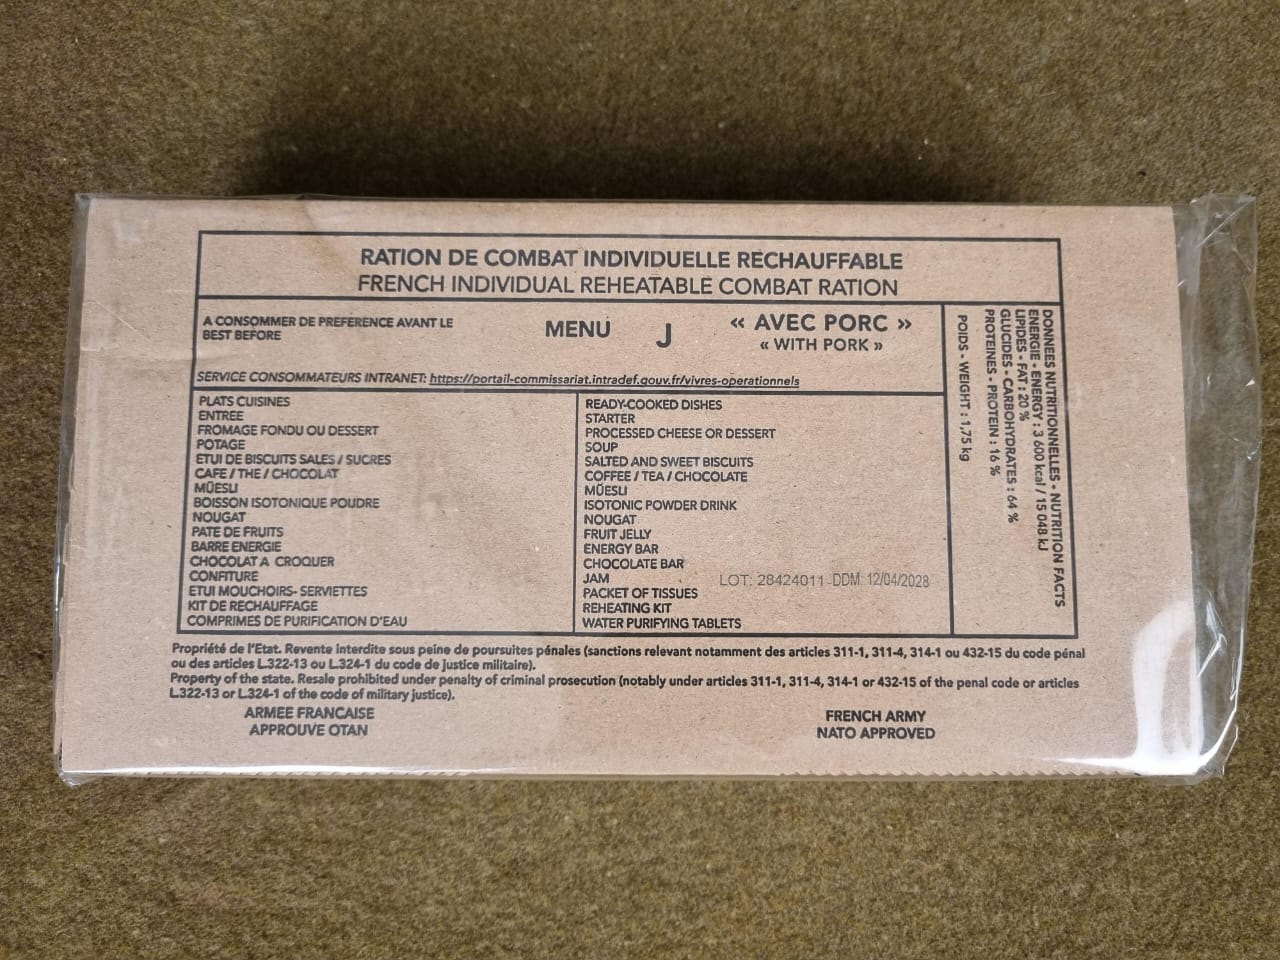 RATION DE COMBAT INDIVIDUELLE RECHAUFFABLE
FRENCH INDIVIDUAL REHEATABLE COMBAT RATION
A CONSOMMER DE PREFERENCE AVANT LE
BEST BEFORE
MENU J
« AVEC PORC »
« WITH PORK »
SERVICE CONSOMMATEURS INTRANET: https://portail-commissariat.intradef.gouv.fr/vivres-operationnels
PLATS CUISINES
ENTREE
FROMAGE FONDU OU DESSERT
POTAGE
ETUI DE BISCUITS SALES / SUCRES
CAFE / THE / CHOCOLAT
MÜESLI
BOISSON ISOTONIQUE POUDRE
NOUGAT
PATE DE FRUITS
BARRE ENERGIE
CHOCOLAT A CROQUER
CONFITURE
ETUI MOUCHOIRS- SERVIETTES
KIT DE RECHAUFFAGE
COMPRIMES DE PURIFICATION D'EAU
READY-COOKED DISHES
STARTER
PROCESSED CHEESE OR DESSERT
SOUP
SALTED AND SWEET BISCUITS
COFFEE / TEA / CHOCOLATE
MÜESLI
ISOTONIC POWDER DRINK
NOUGAT
FRUIT JELLY
ENERGY BAR
CHOCOLATE BAR
JAM
PACKET OF TISSUES
REHEATING KIT
WATER PURIFYING TABLETS
LOT: 28424011 DDM: 12/04/2028
DONNEES NUTRITIONNELLES - NUTRITION FACTS
ENERGIE - ENERGY : 3 600 kcal / 15 048 kJ
LIPIDES - FAT : 20 %
GLUCIDES - CARBOHYDRATES : 64 %
PROTEINES - PROTEIN : 16 %
POIDS - WEIGHT : 1,75 kg
Propriété de l'Etat. Revente interdite sous peine de poursuites pénales (sanctions relevant notamment des articles 311-1, 311-4, 314-1 ou 432-15 du code pénal
ou des articles L.322-13 ou L.324-1 du code de justice militaire).
Property of the state. Resale prohibited under penalty of criminal prosecution (notably under articles 311-1, 311-4, 314-1 or 432-15 of the penal code or articles
L.322-13 or L.324-1 of the code of military justice).
ARMEE FRANCAISE
APPROUVE OTAN
FRENCH ARMY
NATO APPROVED